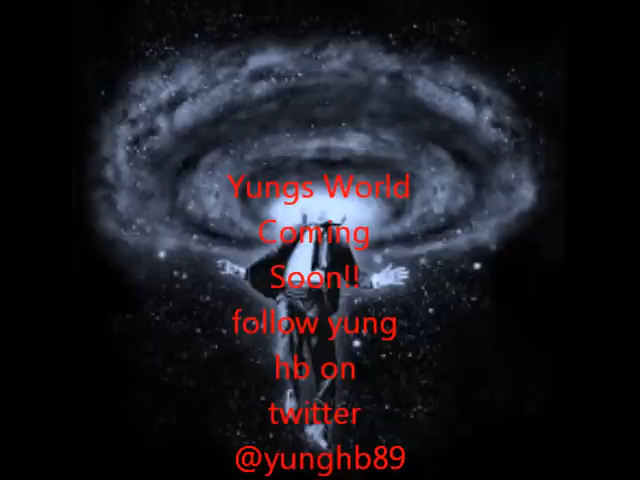 Yungs World
Coming
Soon!!
follow yung
hb on
twitter
@yunghb89